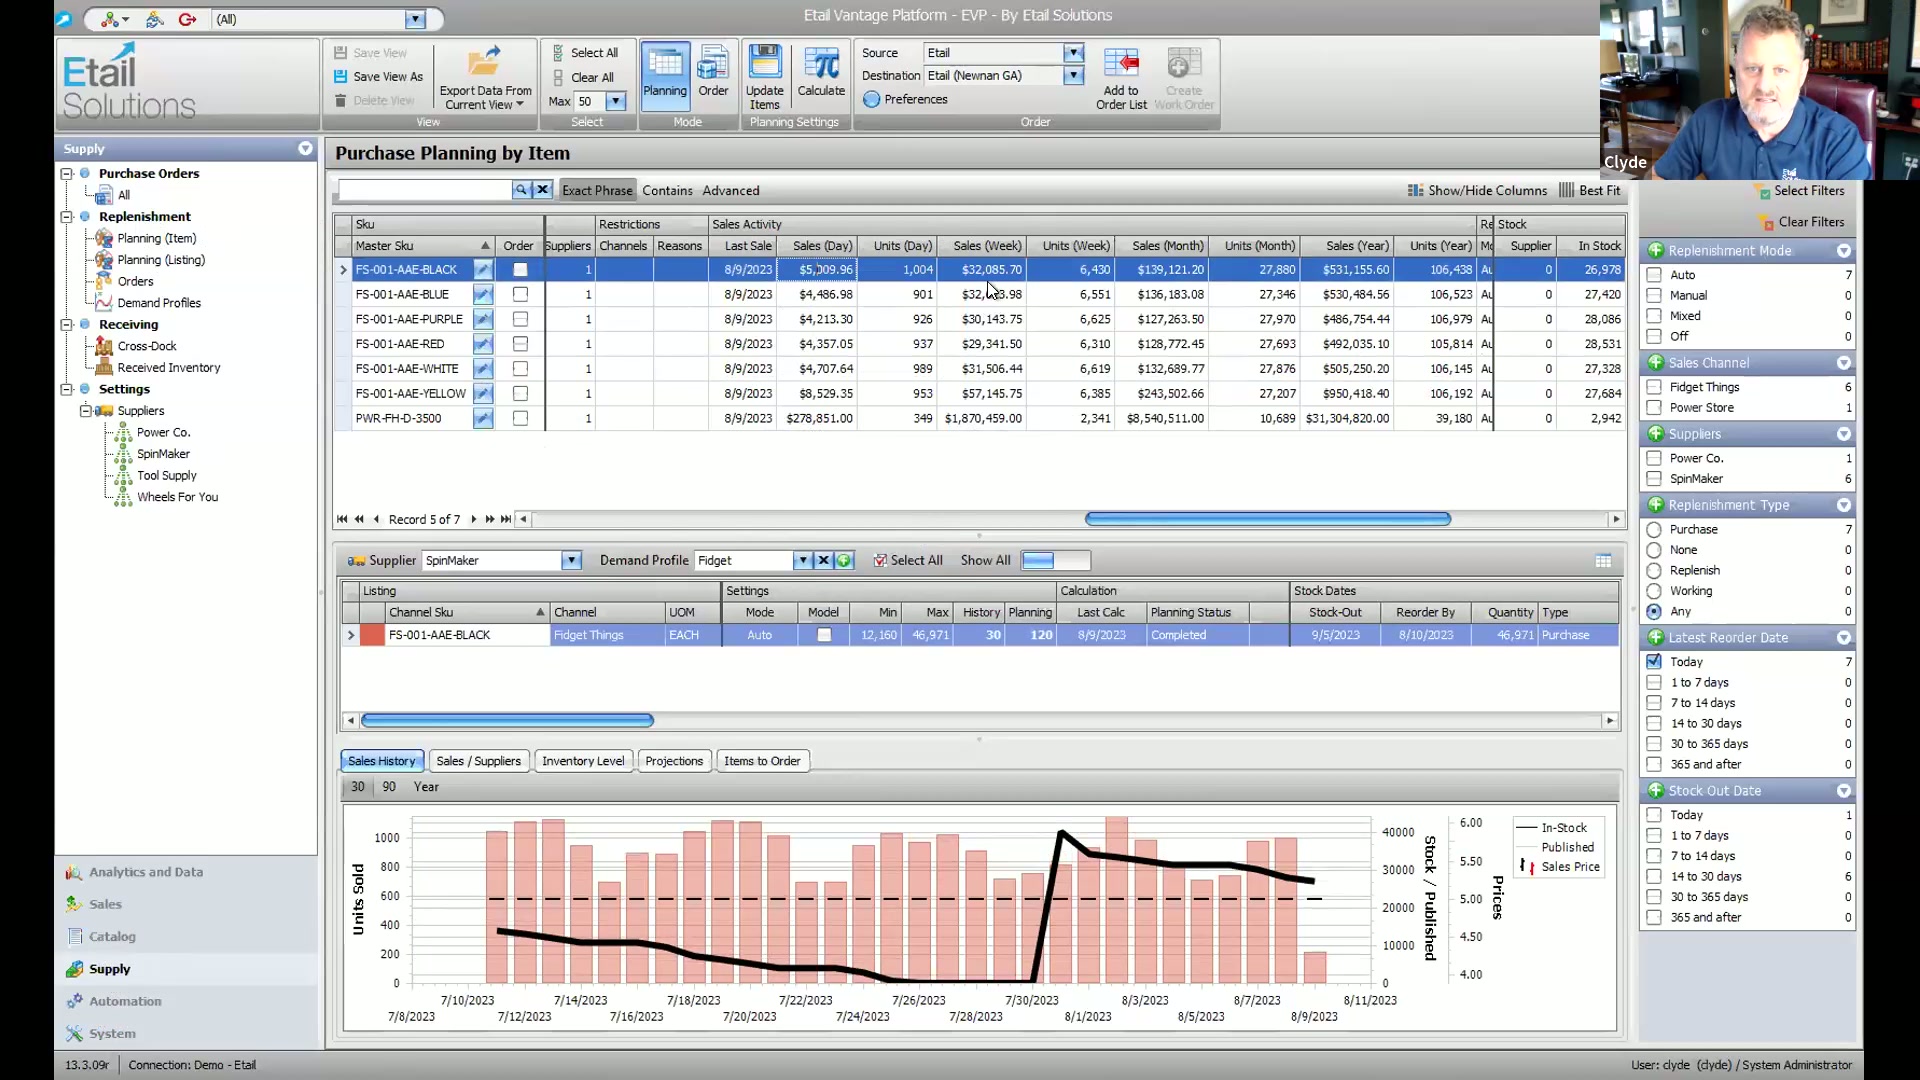 (All)
Etail Vantage Platform - EVP - By Etail Solutions
Etail
Solutions
Save View
Save View As
Delete View
Export Data From
Current View
View
Select All
Clear All
Max 50
Select
Planning
Order
Mode
Update
Items
Calculate
Planning Settings
Source Etail
Destination Etail (Newnan GA)
Preferences
Add to
Order List
Create
Work Order
Order
Clyde
Supply
Purchase Orders
All
Replenishment
Planning (Item)
Planning (Listing)
Orders
Demand Profiles
Receiving
Cross-Dock
Received Inventory
Settings
Suppliers
Power Co.
SpinMaker
Tool Supply
Wheels For You
Analytics and Data
Sales
Catalog
Supply
Automation
System
Purchase Planning by Item
Exact Phrase Contains Advanced Show/Hide Columns Best Fit
Sku Restrictions Sales Activity Re Stock
Master Sku Order Suppliers Channels Reasons Last Sale Sales (Day) Units (Day) Sales (Week) Units (Week) Sales (Month) Units (Month) Sales (Year) Units (Year) Supplier In Stock
FS-001-AAE-BLACK 1 8/9/2023 $5,009.96 1,004 $32,085.70 6,430 $139,121.20 27,880 $531,155.60 106,438 Au 0 26,978
FS-001-AAE-BLUE 1 8/9/2023 $4,486.98 901 6,551 $136,183.08 27,346 $530,484.56 106,523 Au 0 27,420
FS-001-AAE-PURPLE 1 8/9/2023 $4,213.30 926 $30,143.75 6,625 $127,263.50 27,970 $486,754.44 106,979 Au 0 28,086
FS-001-AAE-RED 1 8/9/2023 $4,357.05 937 $29,341.50 6,310 $128,772.45 27,693 $492,035.10 105,814 Au 0 28,531
FS-001-AAE-WHITE 1 8/9/2023 $4,707.64 989 $31,506.44 6,619 $132,689.77 27,876 $505,250.20 106,145 Au 0 27,328
FS-001-AAE-YELLOW 1 8/9/2023 $8,529.35 953 $57,145.75 6,385 $243,502.66 27,207 $950,418.40 106,192 Au 0 27,684
PWR-FH-D-3500 1 8/9/2023 $278,851.00 349 $1,870,459.00 2,341 $8,540,511.00 10,689 $31,304,820.00 39,180 Au 0 2,942
Record 5 of 7
Supplier SpinMaker Demand Profile Fidget Select All Show All
Listing Settings Calculation Stock Dates
Channel Sku Channel UOM Mode Model Min Max History Planning Last Calc Planning Status Stock-Out Reorder By Quantity Type
FS-001-AAE-BLACK Fidget Things EACH Auto 12,160 46,971 30 120 8/9/2023 Completed 9/5/2023 8/10/2023 46,971 Purchase
Sales History Sales / Suppliers Inventory Level Projections Items to Order
30 90 Year
Units Sold
1000
800
600
400
200
0
7/10/2023 7/14/2023 7/18/2023 7/22/2023 7/26/2023 7/30/2023 8/3/2023 8/7/2023 8/11/2023
7/8/2023 7/12/2023 7/16/2023 7/20/2023 7/24/2023 7/28/2023 8/1/2023 8/5/2023 8/9/2023
40000
30000
20000
10000
0
Stock / Published
6.00
5.50
5.00
4.50
4.00
Prices
In-Stock
Published
Sales Price
Select Filters
Clear Filters
Replenishment Mode
Auto 7
Manual 0
Mixed 0
Off 0
Sales Channel
Fidget Things 6
Power Store 1
Suppliers
Power Co. 1
SpinMaker 6
Replenishment Type
Purchase 7
None 0
Replenish 0
Working 0
Any 0
Latest Reorder Date
Today 7
1 to 7 days 0
7 to 14 days 0
14 to 30 days 0
30 to 365 days 0
365 and after 0
Stock Out Date
Today 1
1 to 7 days 0
7 to 14 days 0
14 to 30 days 6
30 to 365 days 0
365 and after 0
13.3.09r Connection: Demo - Etail User: clyde (clyde) / System Administrator